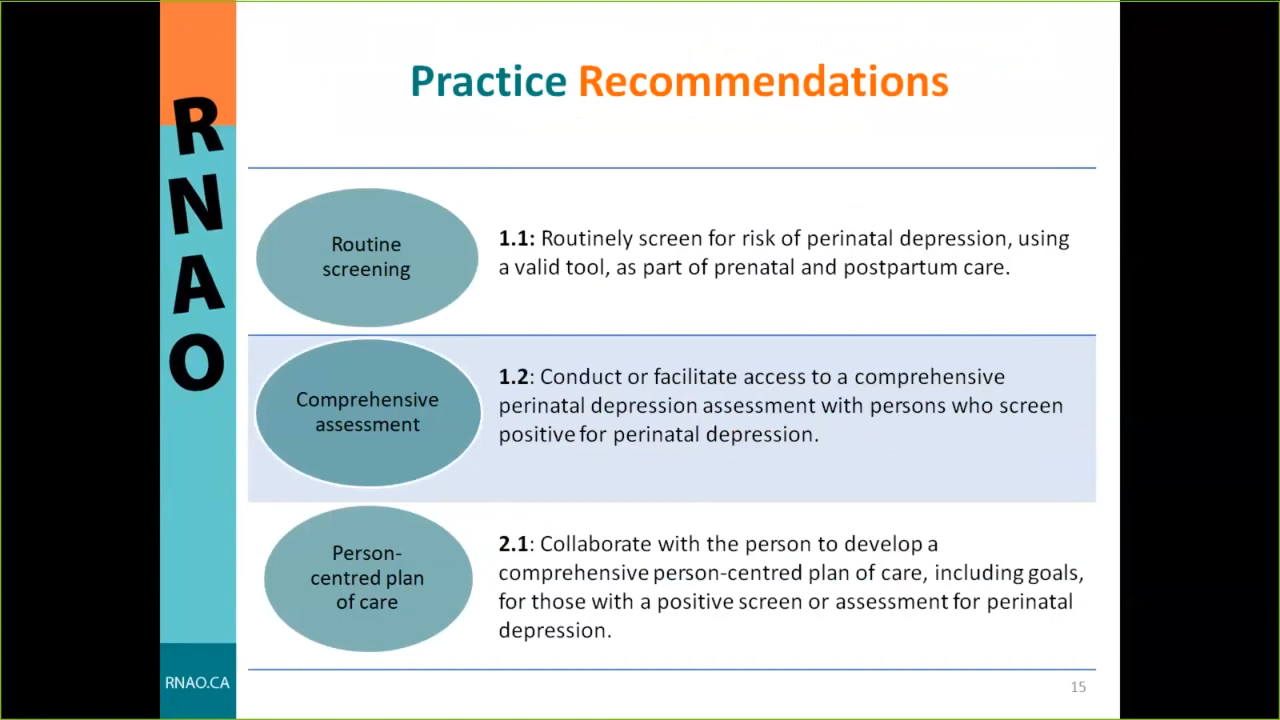 RNAO
Practice Recommendations
Routine
screening
1.1: Routinely screen for risk of perinatal depression, using
a valid tool, as part of prenatal and postpartum care.
Comprehensive
assessment
1.2: Conduct or facilitate access to a comprehensive
perinatal depression assessment with persons who screen
positive for perinatal depression.
Person-
centred plan
of care
2.1: Collaborate with the person to develop a
comprehensive person-centred plan of care, including goals,
for those with a positive screen or assessment for perinatal
depression.
RNAO.CA
15